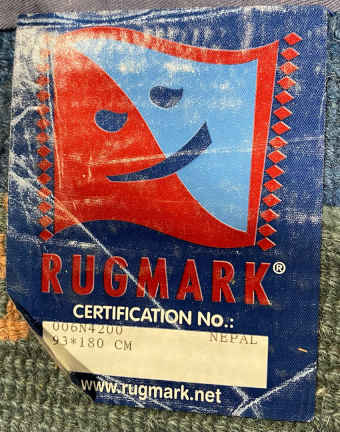 RUGMARK®
CERTIFICATION No.:
006N4200 NEPAL
93*180 CM
www.rugmark.net